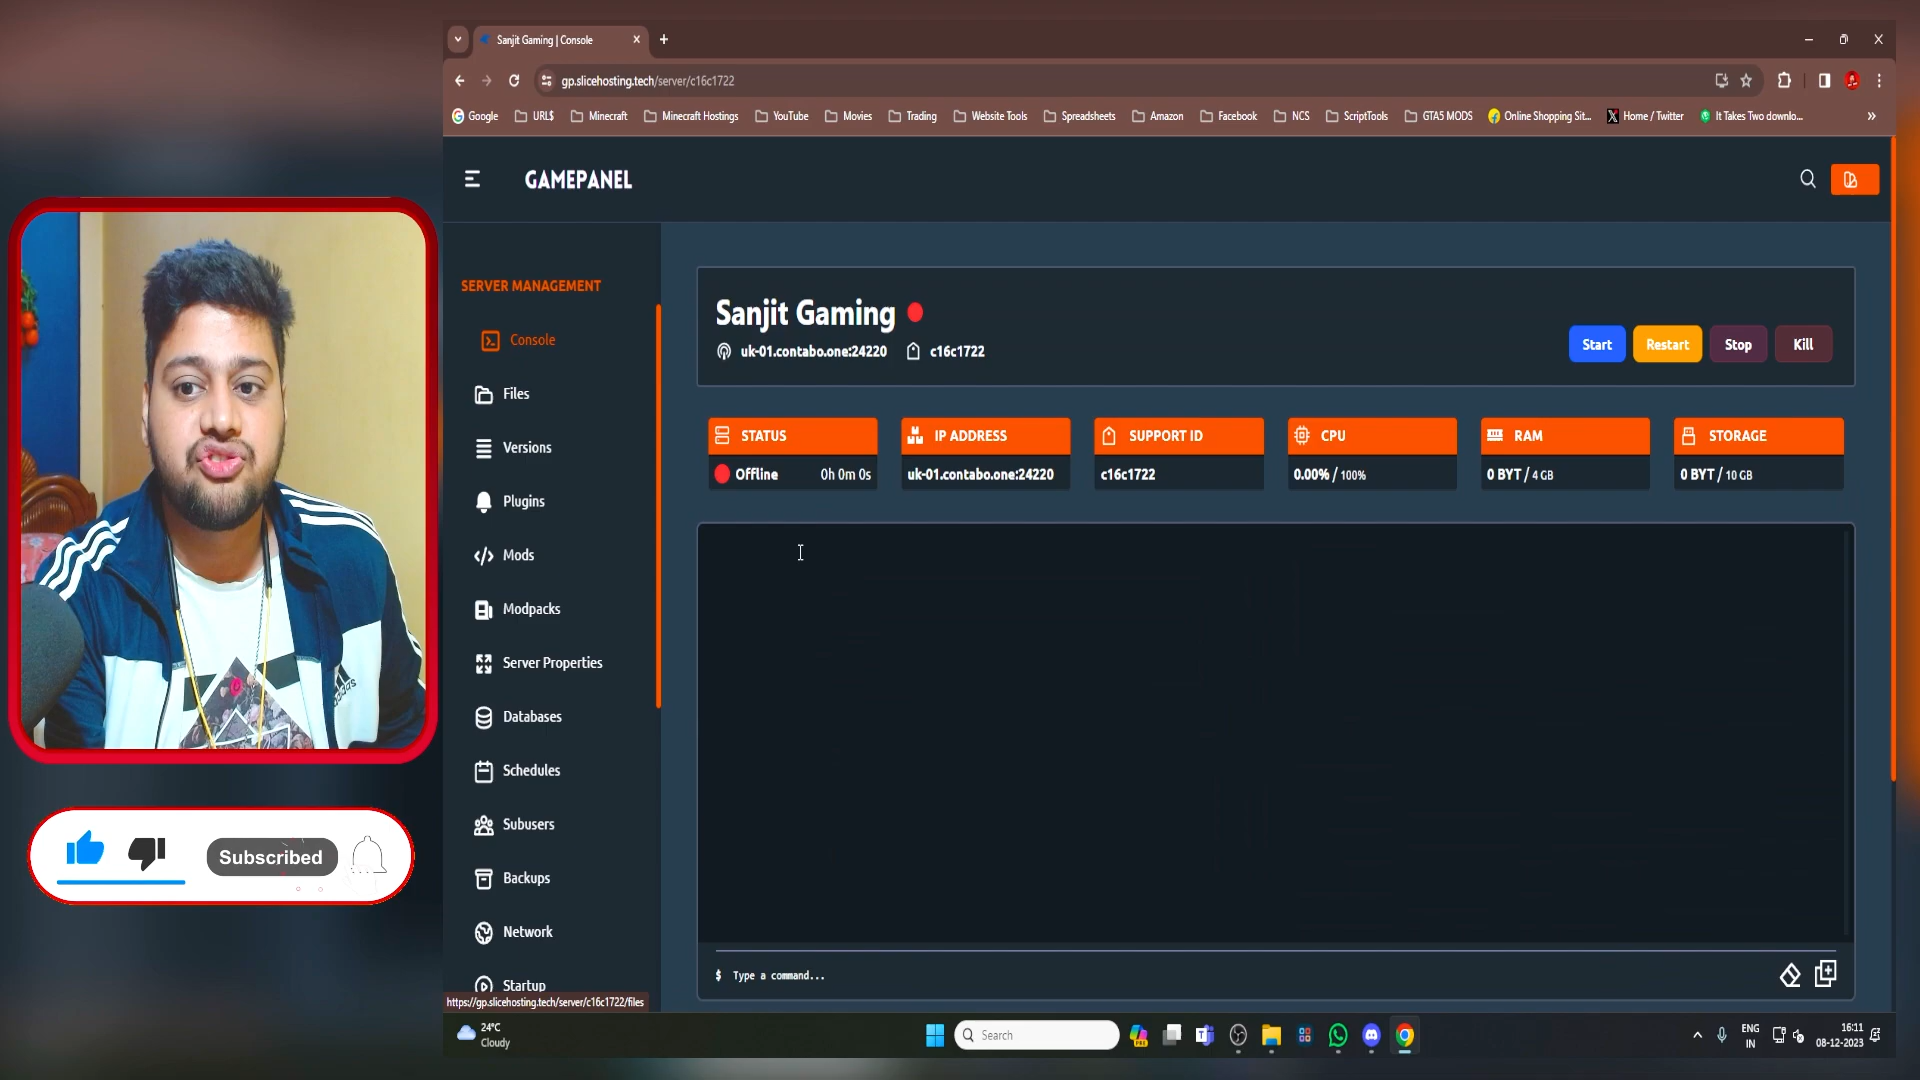 Sanjit Gaming | Console
gp.slicehosting.tech/server/c16c1722
Google URL$ Minecraft Minecraft Hostings YouTube Movies Trading Website Tools Spreadsheets Amazon Facebook NCS ScriptTools GTA5 MODS Online Shopping Sit... Home / Twitter It Takes Two downlo... »
GAMEPANEL
SERVER MANAGEMENT
Console
Files
Versions
Plugins
Mods
Modpacks
Server Properties
Databases
Schedules
Subusers
Backups
Network
Startup
https://gp.slicehosting.tech/server/c16c1722/files
Sanjit Gaming
uk-01.contabo.one:24220 c16c1722
Start Restart Stop Kill
STATUS IP ADDRESS SUPPORT ID CPU RAM STORAGE
Offline 0h 0m 0s uk-01.contabo.one:24220 c16c1722 0.00% / 100% 0 BYT / 4 GB 0 BYT / 10 GB
$ Type a command...
Subscribed
adidas
24°C
Cloudy
Search
PRE
ENG
IN
16:11
08-12-2023